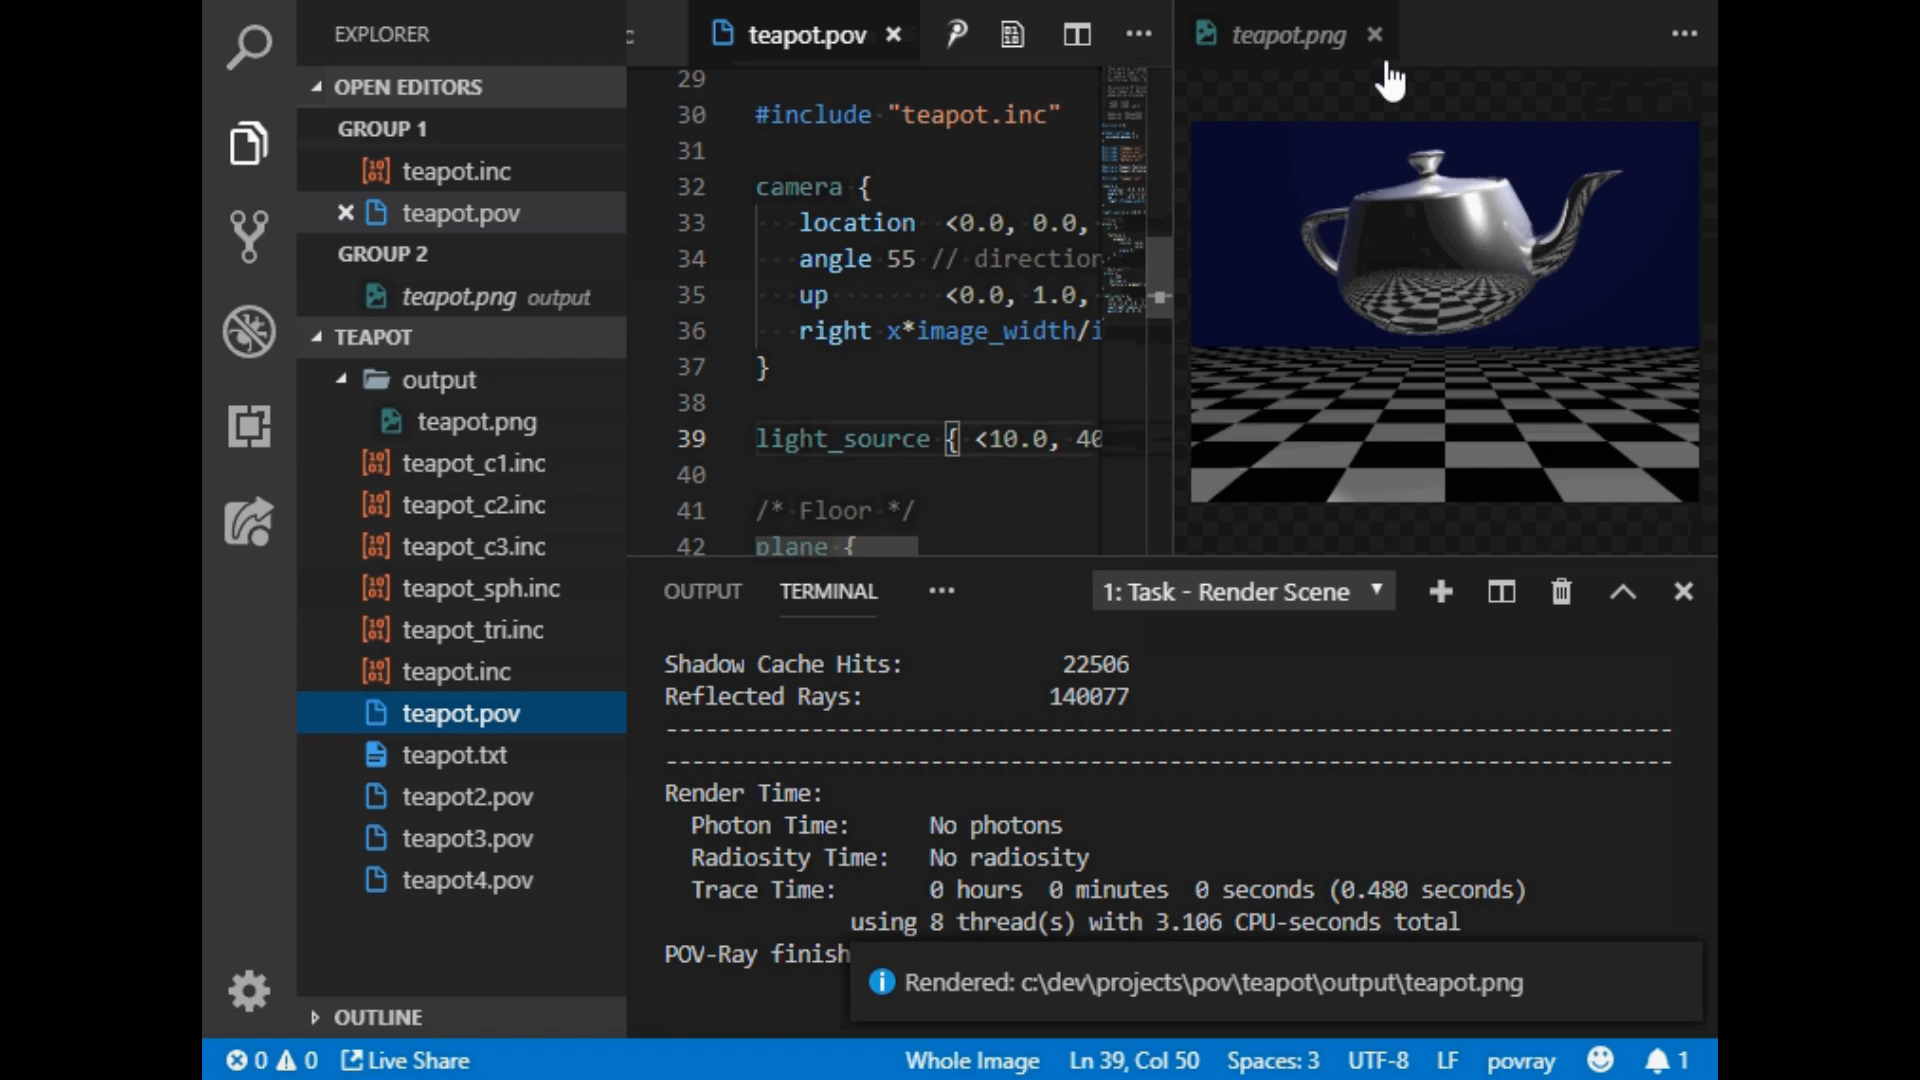 EXPLORER
OPEN EDITORS
GROUP 1
teapot.inc
teapot.pov
GROUP 2
teapot.png output
TEAPOT
output
teapot.png
teapot_c1.inc
teapot_c2.inc
teapot_c3.inc
teapot_sph.inc
teapot_tri.inc
teapot.inc
teapot.pov
teapot.txt
teapot2.pov
teapot3.pov
teapot4.pov
OUTLINE
c
teapot.pov
teapot.png
29
30 #include "teapot.inc"
31
32 camera {
33 location <0.0, 0.0,
34 angle 55 // direction
35 up <0.0, 1.0,
36 right x*image_width/i
37 }
38
39 light_source { <10.0, 40
40
41 /* Floor */
42 plane {
OUTPUT TERMINAL
1: Task - Render Scene
Shadow Cache Hits: 22506
Reflected Rays: 140077
----------------------------------------------------------------------------
----------------------------------------------------------------------------
Render Time:
Photon Time: No photons
Radiosity Time: No radiosity
Trace Time: 0 hours 0 minutes 0 seconds (0.480 seconds)
using 8 thread(s) with 3.106 CPU-seconds total
POV-Ray finish
Rendered: c:\dev\projects\pov\teapot\output\teapot.png
0 0 Live Share
Whole Image Ln 39, Col 50 Spaces: 3 UTF-8 LF povray 1